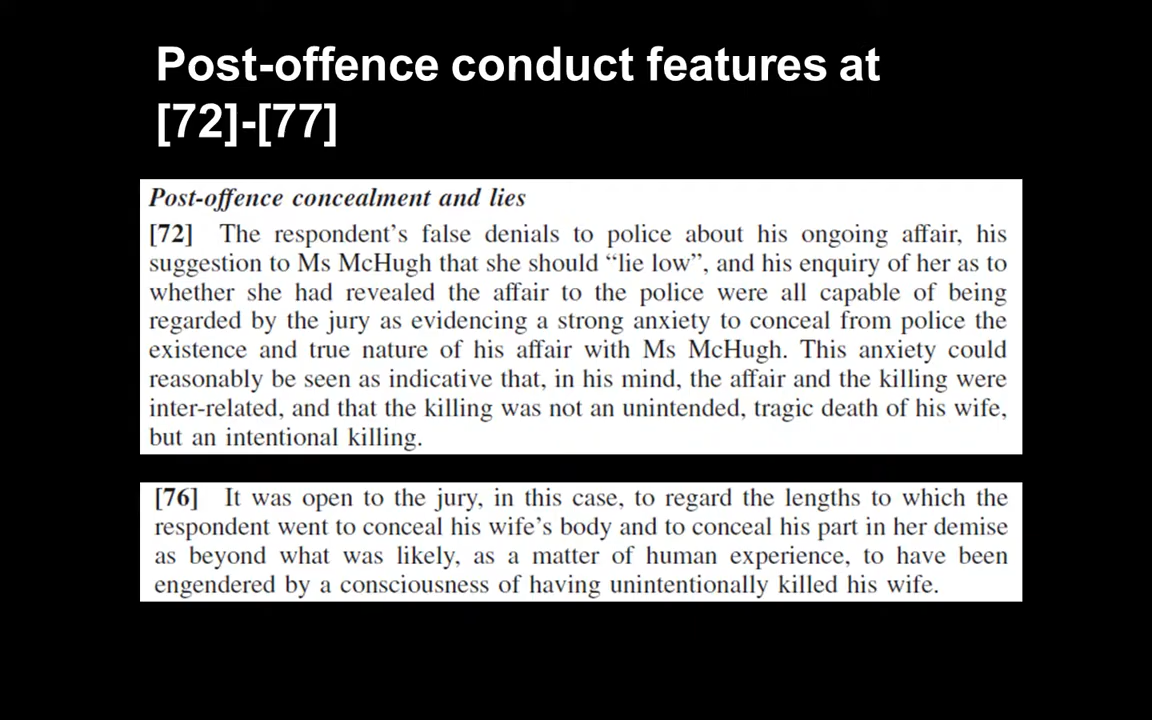 Post-offence conduct features at
[72]-[77]
Post-offence concealment and lies
[72] The respondent's false denials to police about his ongoing affair, his
suggestion to Ms McHugh that she should “lie low”, and his enquiry of her as to
whether she had revealed the affair to the police were all capable of being
regarded by the jury as evidencing a strong anxiety to conceal from police the
existence and true nature of his affair with Ms McHugh. This anxiety could
reasonably be seen as indicative that, in his mind, the affair and the killing were
inter-related, and that the killing was not an unintended, tragic death of his wife,
but an intentional killing.
[76] It was open to the jury, in this case, to regard the lengths to which the
respondent went to conceal his wife's body and to conceal his part in her demise
as beyond what was likely, as a matter of human experience, to have been
engendered by a consciousness of having unintentionally killed his wife.